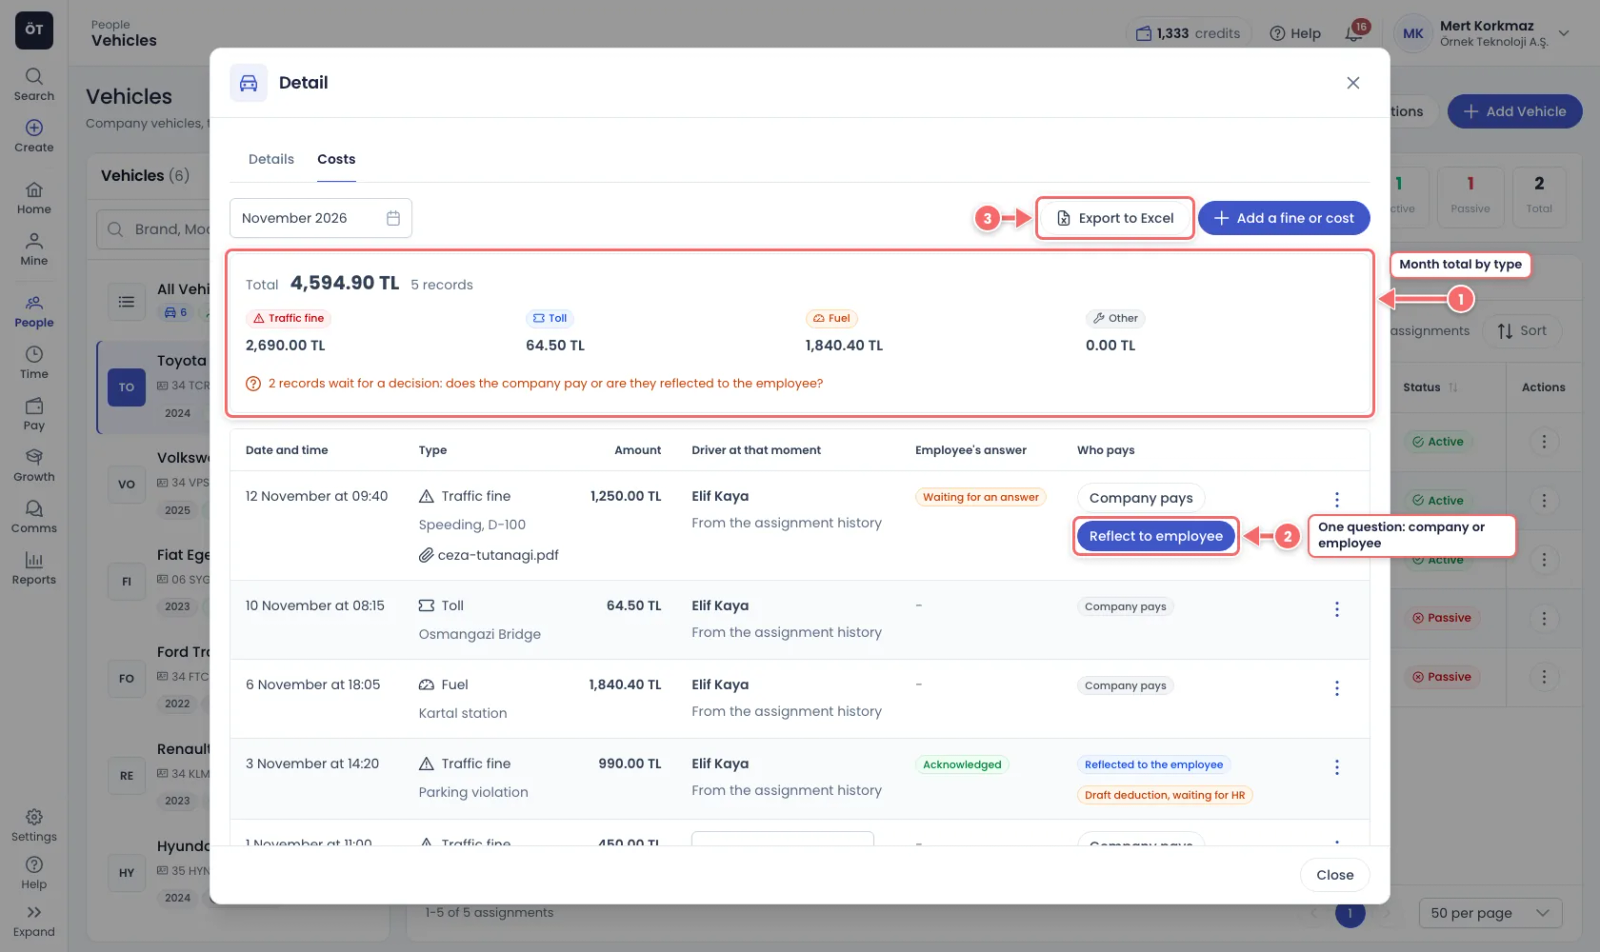 ÖT
Search
Create
Home
Mine
People
Time
Pay
Growth
Comms
Reports
Settings
Help
Expand
People
Vehicles
1,333 credits
Help
16
MK
Mert Korkmaz
Örnek Teknoloji A.Ş.
Vehicles
Company vehicles,
Add Vehicle
Vehicles (6)
Brand,
1
1
Passive
2
Total
assignments
Sort
Status
Actions
6
TO
Toyota
34 TCR
2024
VO
34 VPS
2025
FI
Fiat Ege
06 SYG
2023
FO
34 FTC
2022
RE
Renault
34 KLM
2023
HY
35 HYN
2024
Active
Active
Active
Passive
Passive
1-5 of 5 assignments
1
50 per page
Detail
Details
Costs
November 2026
3
Export to Excel
Add a fine or cost
Month total by type
1
Total 4,594.90 TL 5 records
Traffic fine
Toll
Fuel
Other
2,690.00 TL
64.50 TL
1,840.40 TL
0.00 TL
2 records wait for a decision: does the company pay or are they reflected to the employee?
Date and time
Type
Amount
Driver at that moment
Employee's answer
Who pays
12 November at 09:40
Traffic fine
Speeding, D-100
ceza-tutanagi.pdf
1,250.00 TL
Elif Kaya
From the assignment history
Waiting for an answer
Company pays
Reflect to employee
2
One question: company or
employee
10 November at 08:15
Toll
Osmangazi Bridge
64.50 TL
Elif Kaya
From the assignment history
-
Company pays
6 November at 18:05
Fuel
Kartal station
1,840.40 TL
Elif Kaya
From the assignment history
-
Company pays
3 November at 14:20
Traffic fine
Parking violation
990.00 TL
Elif Kaya
From the assignment history
Acknowledged
Reflected to the employee
Draft deduction, waiting for HR
1 November at 11:00
Traffic fine
450.00 TL
-
Company pays
Close